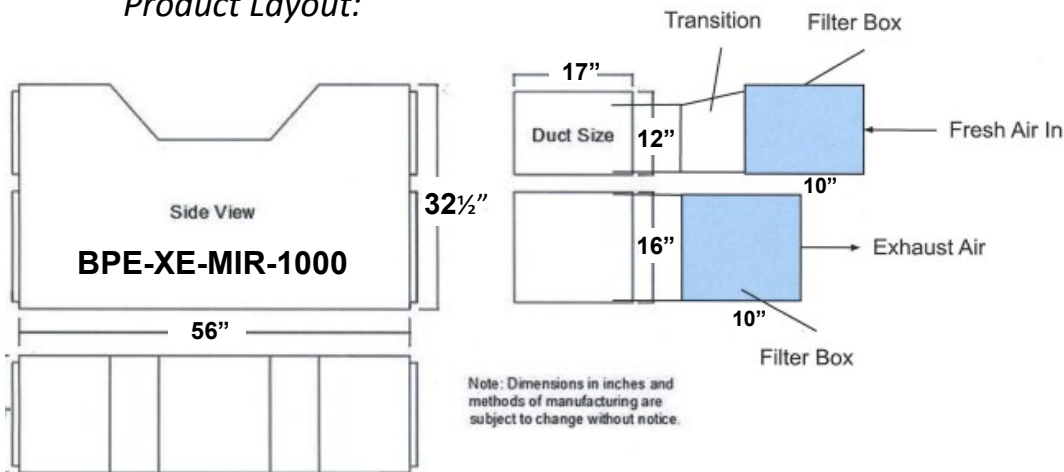 Product Layout:
Transition
Filter Box
17”
Duct Size
12”
Fresh Air In
10”
Side View
32½”
BPE-XE-MIR-1000
16”
Exhaust Air
10”
56”
Filter Box
Note: Dimensions in inches and
methods of manufacturing are
subject to change without notice.